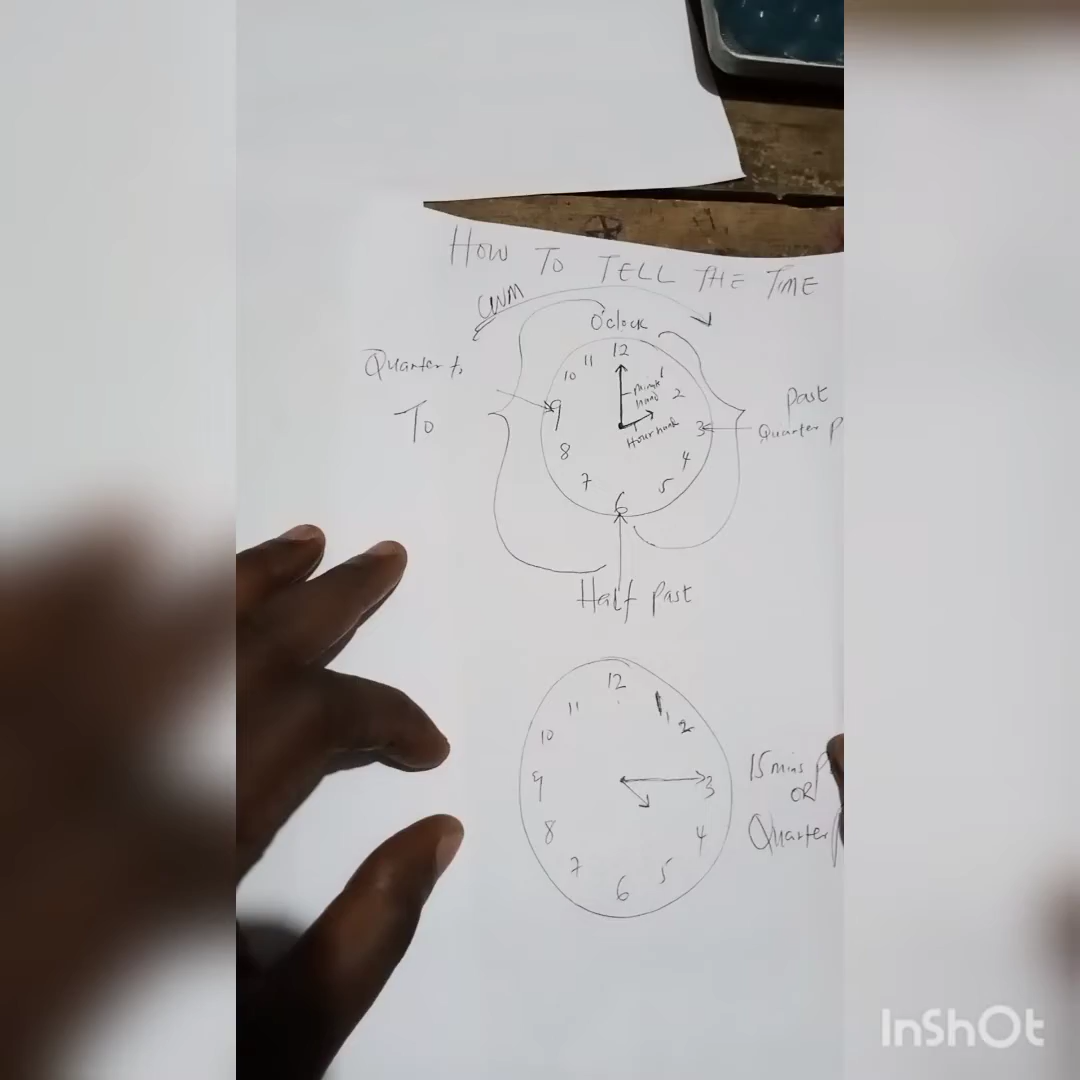 HOW TO TELL THE TIME
CWM
O'clock
Quarter to
To
12
11
1
10
2
minute
hand
Hour hand
9
3
8
4
7
5
6
Past
Quarter P
Half Past
12
11
1
10
2
9
3
8
4
7
5
6
15 mins P
OR
Quarter P
InShOt